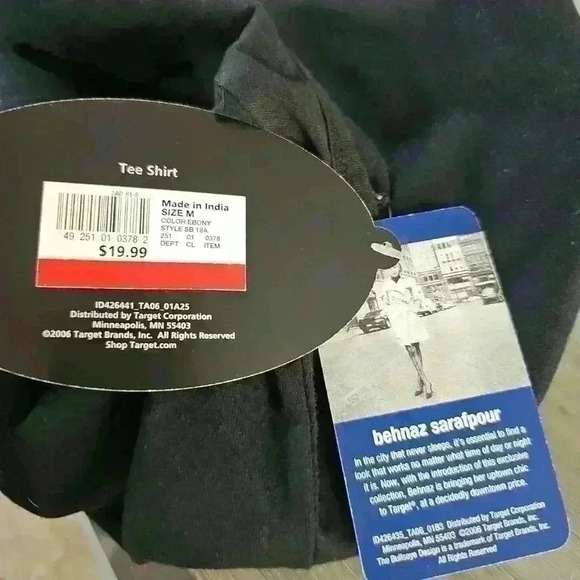 Tee Shirt
Made in India
SIZE M
COLOR EBONY
STYLE SB 18A
251 01 0378
DEPT CL ITEM
49 251 01 0378 2
$19.99
ID426441_TA06_01A25
Distributed by Target Corporation
Minneapolis, MN 55403
©2006 Target Brands, Inc. All Rights Reserved
Shop Target.com
behnaz sarafpour
In the city that never sleeps, it's essential to find a
look that works no matter what time of day or night
it is. Now, with the introduction of this exclusive
collection, Behnaz is bringing her uptown chic
to Target®, at a decidedly downtown price.
ID426435_TA06_01B3 Distributed by Target Corporation
Minneapolis, MN 55403 ©2006 Target Brands, Inc.
The Bullseye Design is a trademark of Target Brands, Inc.
All Rights Reserved